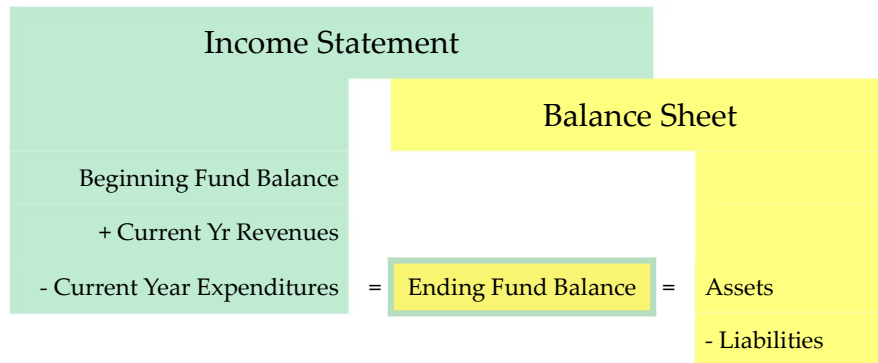 Income Statement
Balance Sheet
Beginning Fund Balance
+ Current Yr Revenues
- Current Year Expenditures = Ending Fund Balance = Assets
- Liabilities